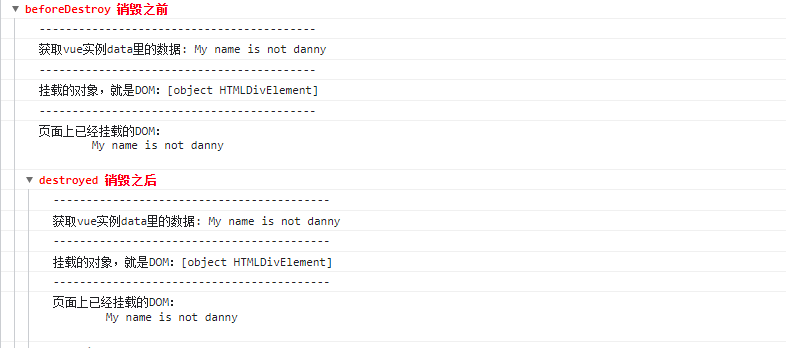 beforeDestroy 销毁之前
------------------------------------------
获取vue实例data里的数据: My name is not danny
------------------------------------------
挂载的对象，就是DOM：[object HTMLDivElement]
------------------------------------------
页面上已经挂载的DOM：
My name is not danny
destroyed 销毁之后
------------------------------------------
获取vue实例data里的数据: My name is not danny
------------------------------------------
挂载的对象，就是DOM：[object HTMLDivElement]
------------------------------------------
页面上已经挂载的DOM：
My name is not danny